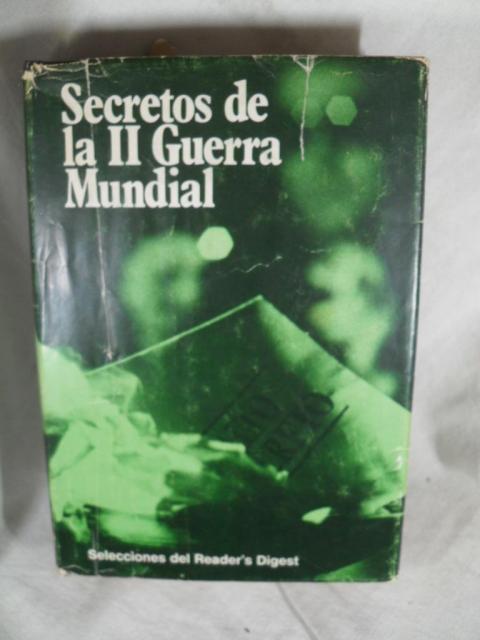 Secretos de
la II Guerra
Mundial
Selecciones del Reader's Digest